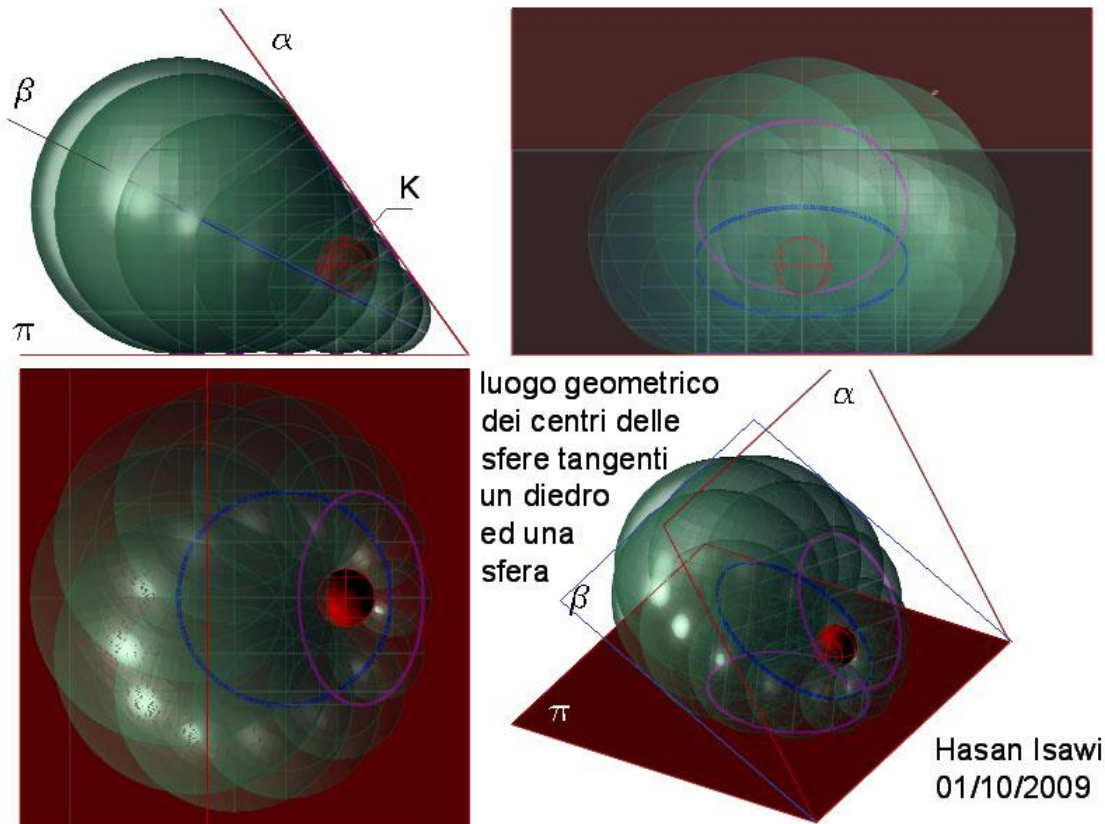 α
β
K
π
luogo geometrico
dei centri delle
sfere tangenti
un diedro
ed una
sfera
α
β
π
Hasan Isawi
01/10/2009